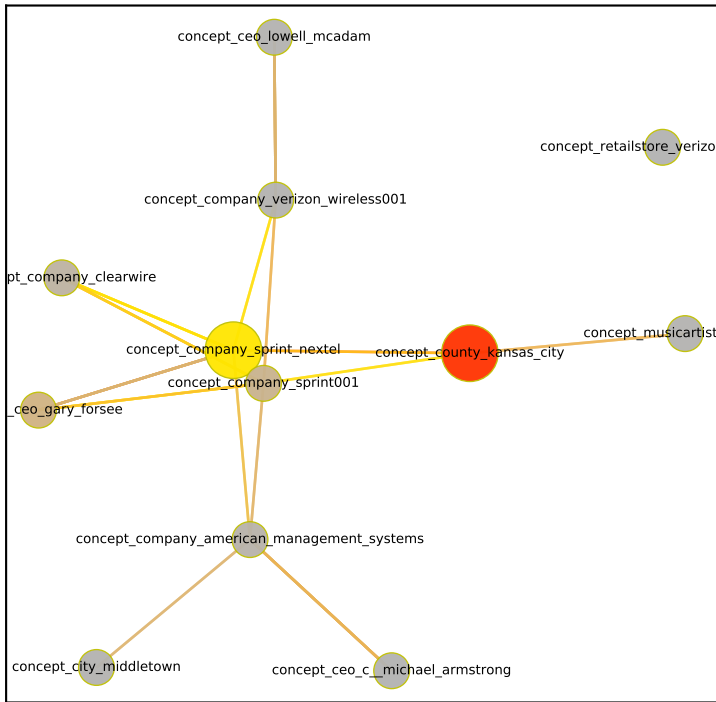 concept_ceo_lowell_mcadam
concept_retailstore_verizo
concept_company_verizon_wireless001
pt_company_clearwire
concept_musicartist
concept_company_sprint_nextel
concept_county_kansas_city
concept_company_sprint001
_ceo_gary_forsee
concept_company_american_management_systems
concept_city_middletown
concept_ceo_c__michael_armstrong